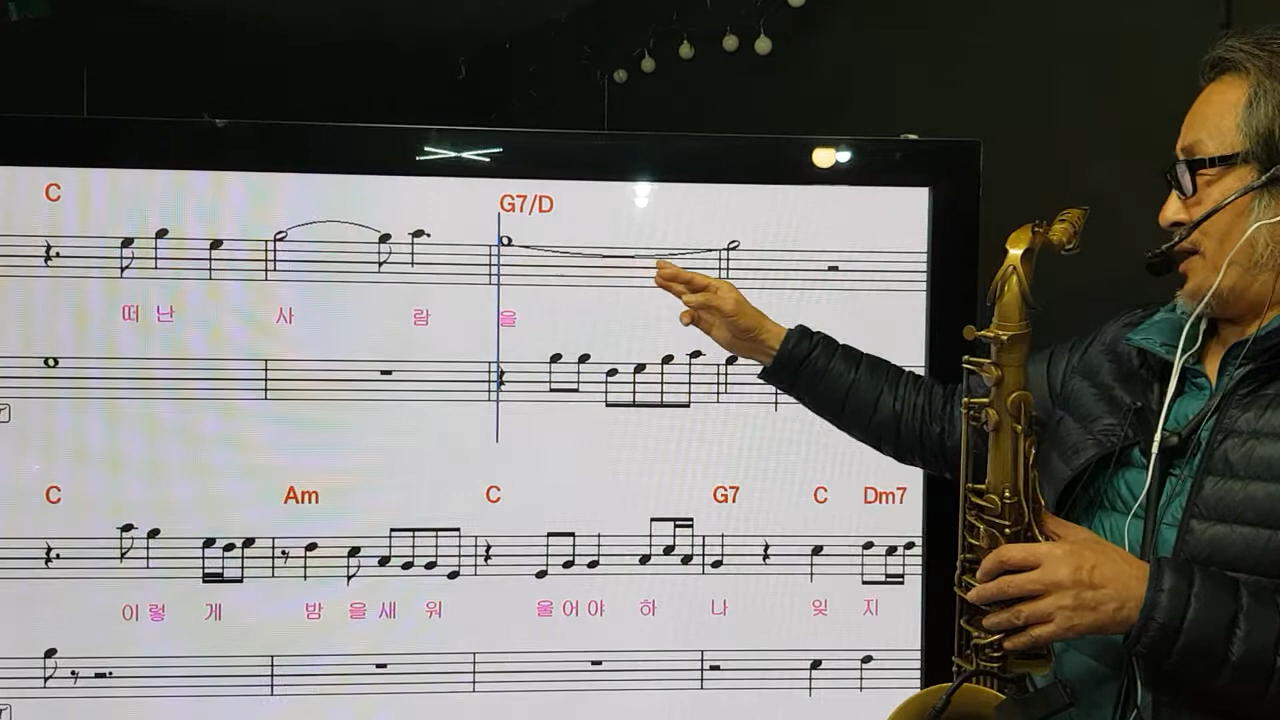 C G7/D
떠 난 사 람 을
C Am C G7 C Dm7
이 렇 게 밤 을 새 워 울 어 야 하 나 잊 지